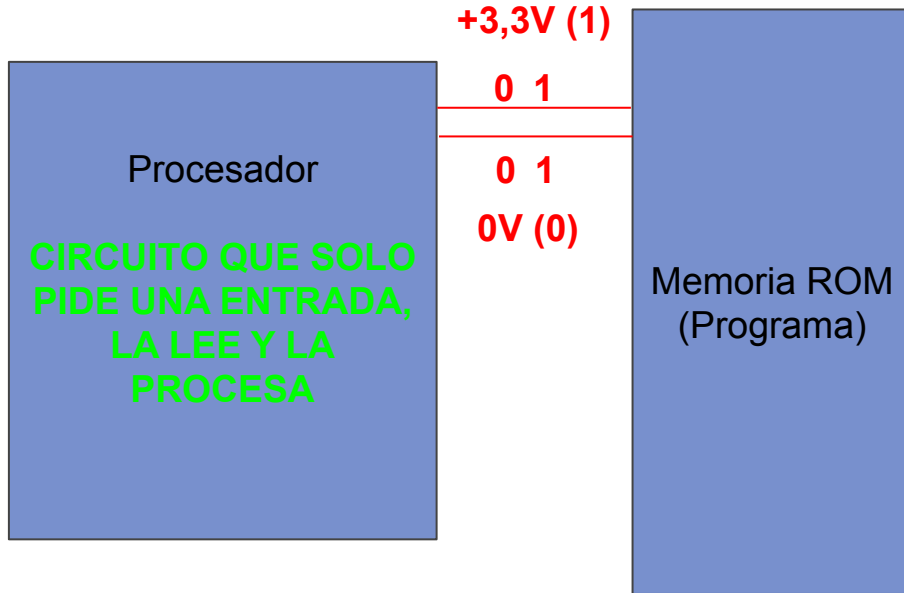 +3,3V (1)
0 1
Procesador
0 1
0V (0)
CIRCUITO QUE SOLO
PIDE UNA ENTRADA,
LA LEE Y LA
PROCESA
Memoria ROM
(Programa)